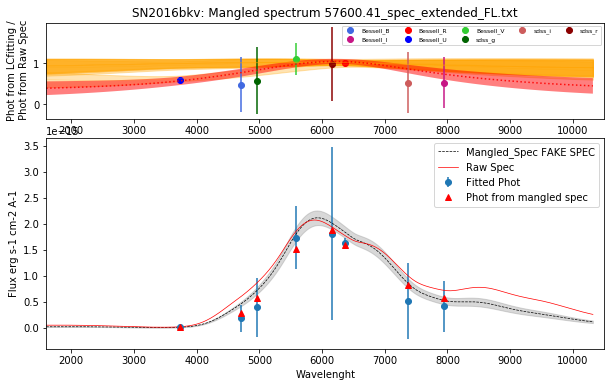 SN2016bkv: Mangled spectrum 57600.41_spec_extended_FL.txt
Phot from LCfitting /
Phot from Raw Spec
Bessell_B Bessell_R Bessell_V sdss_i sdss_r
Bessell_I Bessell_U sdss_g
1
0
2000 3000 4000 5000 6000 7000 8000 9000 10000
1e−15
Flux erg s-1 cm-2 A-1
3.5
3.0
2.5
2.0
1.5
1.0
0.5
0.0
Mangled_Spec FAKE SPEC
Raw Spec
Fitted Phot
Phot from mangled spec
2000 3000 4000 5000 6000 7000 8000 9000 10000
Wavelenght